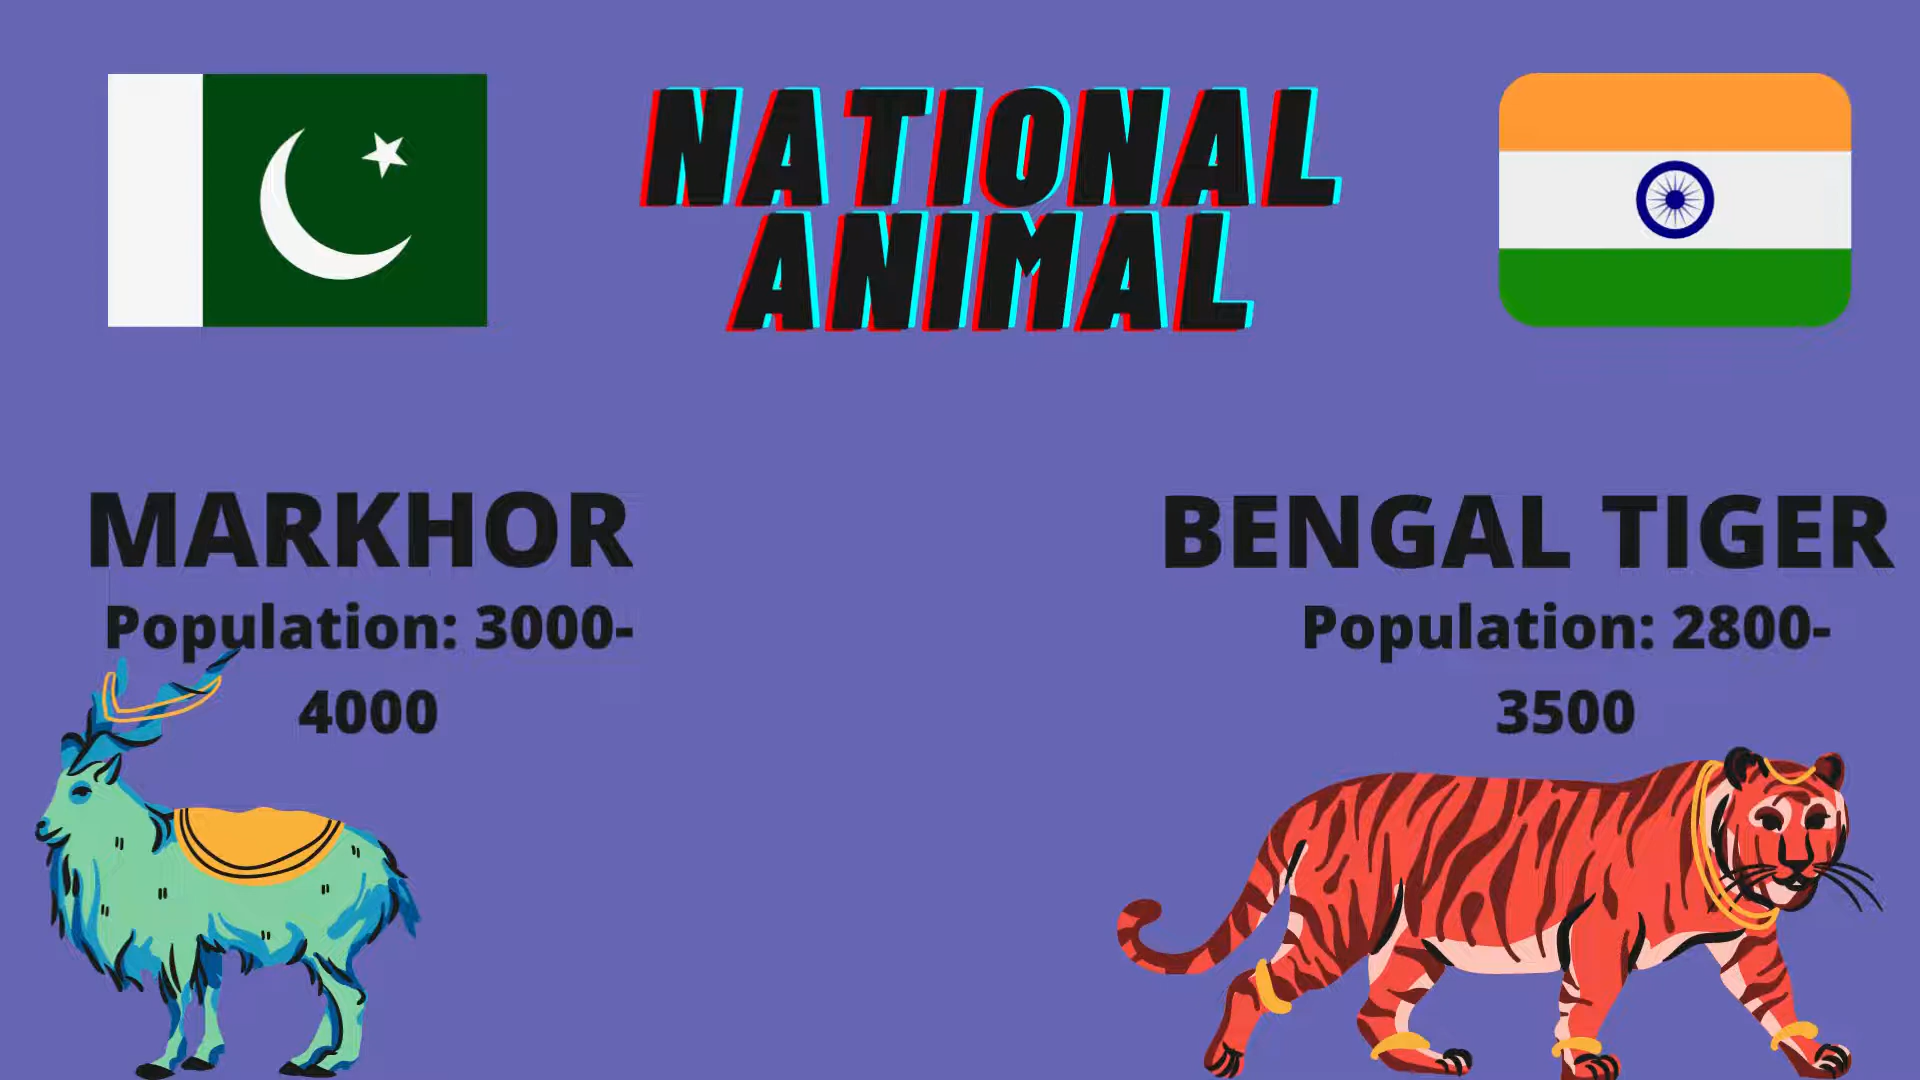 NATIONAL
ANIMAL
MARKHOR
Population: 3000-
4000
BENGAL TIGER
Population: 2800-
3500